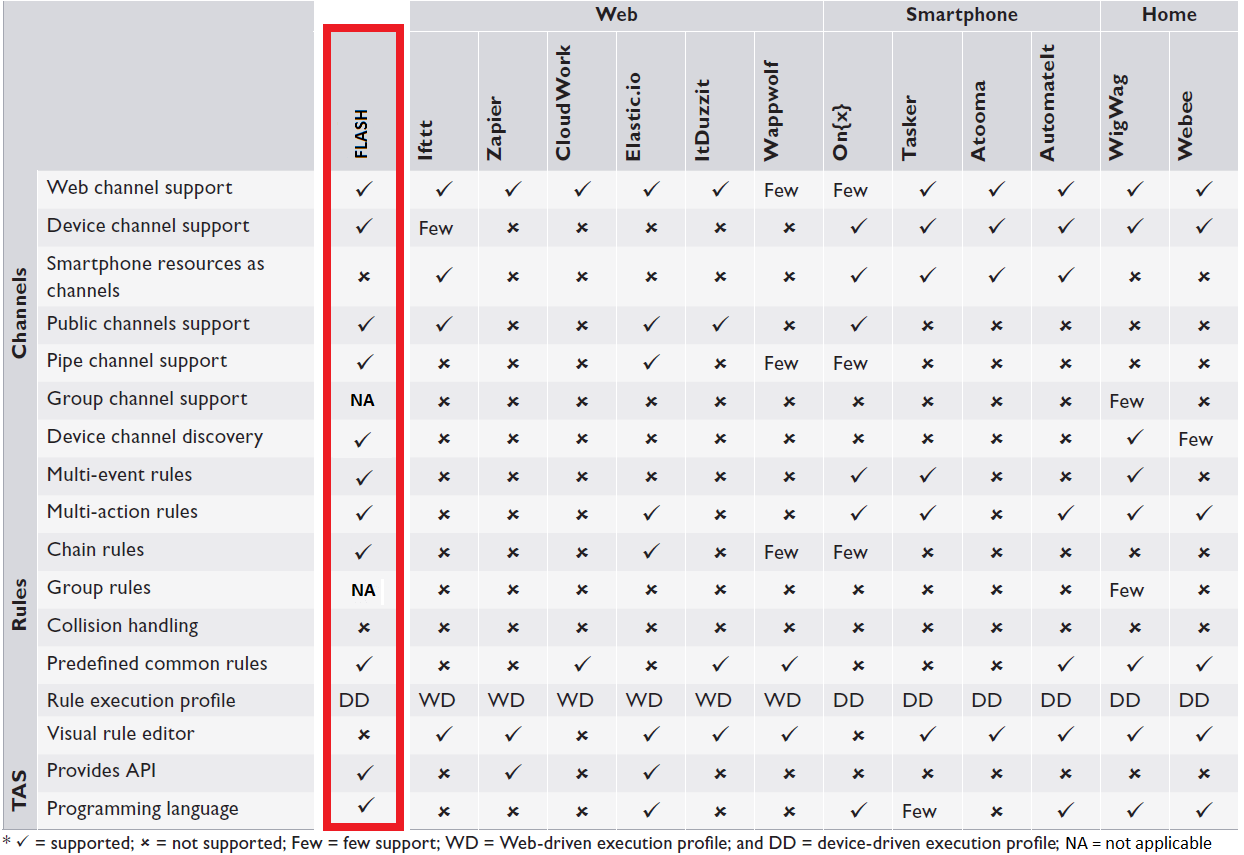 Web Smartphone Home
FLASH Ifttt Zapier CloudWork Elastic.io ItDuzzit Wappwolf On{x} Tasker Atooma AutomateIt WigWag Webee
Channels
Web channel support ✓ ✓ ✓ ✓ ✓ ✓ Few Few ✓ ✓ ✓ ✓ ✓
Device channel support ✓ Few × × × × × ✓ ✓ ✓ ✓ ✓ ✓
Smartphone resources as
channels × ✓ × × × × × ✓ ✓ ✓ ✓ × ×
Public channels support ✓ ✓ × × ✓ ✓ × ✓ × × × × ×
Pipe channel support ✓ × × × ✓ × Few Few × × × × ×
Group channel support NA × × × × × × × × × × Few ×
Device channel discovery ✓ × × × × × × × × × × ✓ Few
Rules
Multi-event rules ✓ × × × × × × ✓ ✓ × × ✓ ×
Multi-action rules ✓ × × × ✓ × × ✓ ✓ × ✓ ✓ ✓
Chain rules ✓ × × × ✓ × Few Few × × × × ×
Group rules NA × × × × × × × × × × Few ×
Collision handling × × × × × × × × × × × × ×
Predefined common rules ✓ × × ✓ × ✓ ✓ × × × ✓ ✓ ✓
Rule execution profile DD WD WD WD WD WD WD DD DD DD DD DD DD
TAS
Visual rule editor × ✓ ✓ × ✓ ✓ ✓ × ✓ ✓ ✓ ✓ ✓
Provides API ✓ × ✓ × ✓ × × × × × × × ×
Programming language ✓ × × × ✓ × × ✓ Few × ✓ ✓ ✓
* ✓ = supported; × = not supported; Few = few support; WD = Web-driven execution profile; and DD = device-driven execution profile; NA = not applicable